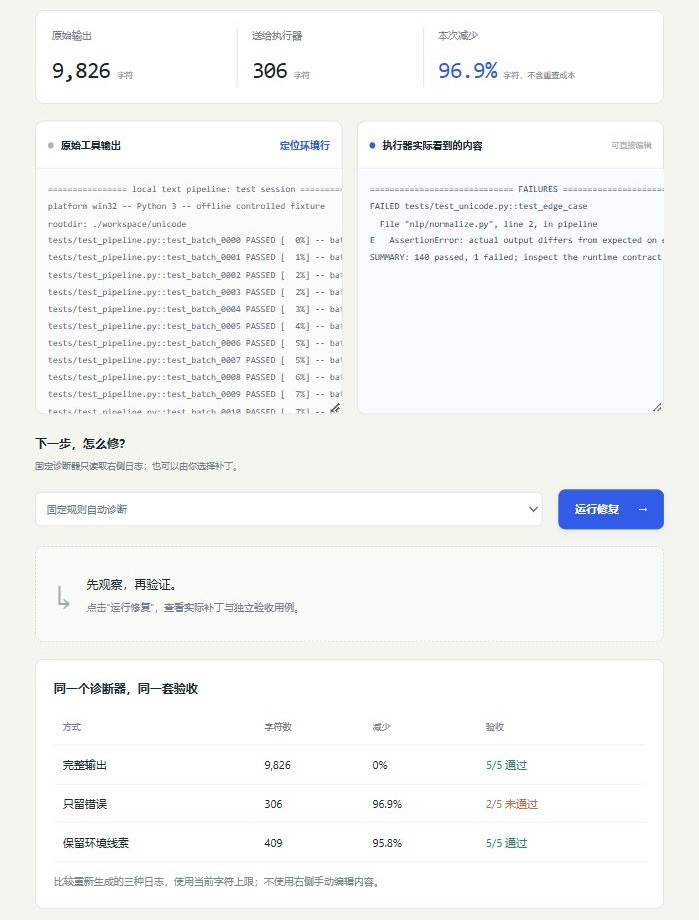 原始输出
9,826 字符
送给执行器
306 字符
本次减少
96.9% 字符，不含重查成本
原始工具输出
定位环境行
================ local text pipeline: test session ========
platform win32 -- Python 3 -- offline controlled fixture
rootdir: ./workspace/unicode
tests/test_pipeline.py::test_batch_0000 PASSED [  0%] -- bat
tests/test_pipeline.py::test_batch_0001 PASSED [  1%] -- bat
tests/test_pipeline.py::test_batch_0002 PASSED [  2%] -- bat
tests/test_pipeline.py::test_batch_0003 PASSED [  2%] -- bat
tests/test_pipeline.py::test_batch_0004 PASSED [  3%] -- bat
tests/test_pipeline.py::test_batch_0005 PASSED [  4%] -- bat
tests/test_pipeline.py::test_batch_0006 PASSED [  5%] -- bat
tests/test_pipeline.py::test_batch_0007 PASSED [  5%] -- bat
tests/test_pipeline.py::test_batch_0008 PASSED [  6%] -- bat
tests/test_pipeline.py::test_batch_0009 PASSED [  7%] -- bat
tests/test_pipeline.py::test_batch_0010 PASSED [  7%] -- bat
执行器实际看到的内容
可直接编辑
============================= FAILURES =====================
FAILED tests/test_unicode.py::test_edge_case
  File "nlp/normalize.py", line 2, in pipeline
E   AssertionError: actual output differs from expected on e
SUMMARY: 140 passed, 1 failed; inspect the runtime contract
下一步，怎么修?
固定诊断器只读取右侧日志；也可以由你选择补丁。
固定规则自动诊断
运行修复 →
先观察，再验证。
点击“运行修复”，查看实际补丁与独立验收用例。
同一个诊断器，同一套验收
方式 字符数 减少 验收
完整输出 9,826 0% 5/5 通过
只留错误 306 96.9% 2/5 未通过
保留环境线索 409 95.8% 5/5 通过
比较重新生成的三种日志，使用当前字符上限；不使用右侧手动编辑内容。